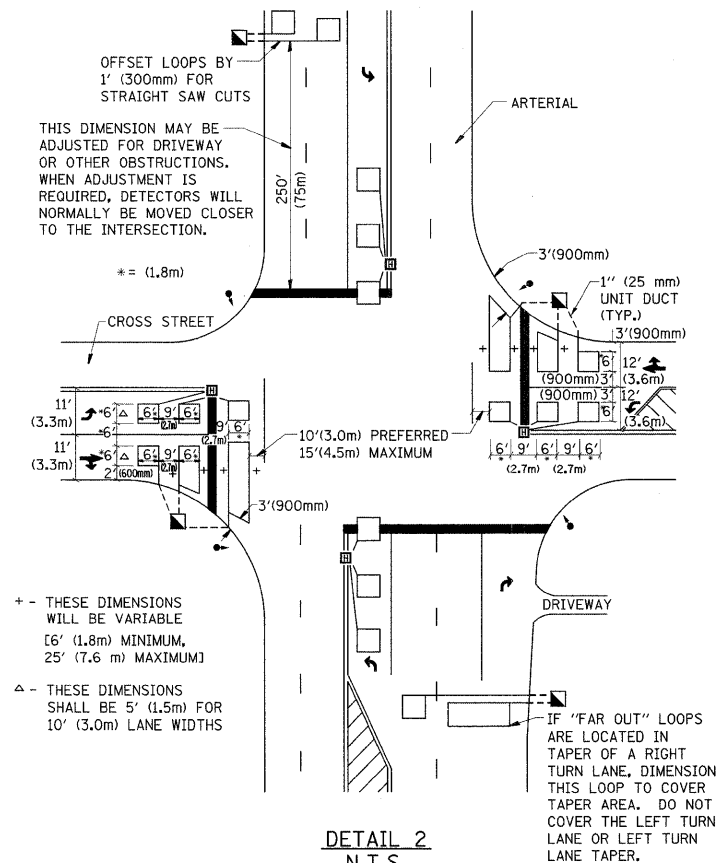 OFFSET LOOPS BY
1' (300mm) FOR
STRAIGHT SAW CUTS
ARTERIAL
THIS DIMENSION MAY BE
ADJUSTED FOR DRIVEWAY
OR OTHER OBSTRUCTIONS.
WHEN ADJUSTMENT IS
REQUIRED, DETECTORS WILL
NORMALLY BE MOVED CLOSER
TO THE INTERSECTION.
250'
(75m)
* = (1.8m)
H
3'(900mm)
1" (25 mm)
UNIT DUCT
(TYP.)
CROSS STREET
3'(900mm)
+ + + +
*6' 12'
(900mm)3' (3.6m)
(900mm)3' 12'
*6' (3.6m)
H
6' 9' 6' 9' 6'
* * *
(2.7m) (2.7m)
10'(3.0m) PREFERRED
15'(4.5m) MAXIMUM
H
11'
(3.3m)
*6' △ 6' 9' 6'
(2.7m)
*6'
9' 6'
(2.7m) *
11'
(3.3m)
*6' △ 6' 9' 6'
(2.7m)
2' (600mm) + + +
3'(900mm)
H
+ - THESE DIMENSIONS
WILL BE VARIABLE
[6' (1.8m) MINIMUM,
25' (7.6 m) MAXIMUM]
△ - THESE DIMENSIONS
SHALL BE 5' (1.5m) FOR
10' (3.0m) LANE WIDTHS
DRIVEWAY
IF "FAR OUT" LOOPS
ARE LOCATED IN
TAPER OF A RIGHT
TURN LANE, DIMENSION
THIS LOOP TO COVER
TAPER AREA. DO NOT
COVER THE LEFT TURN
LANE OR LEFT TURN
LANE TAPER.
DETAIL 2
N.T.S.